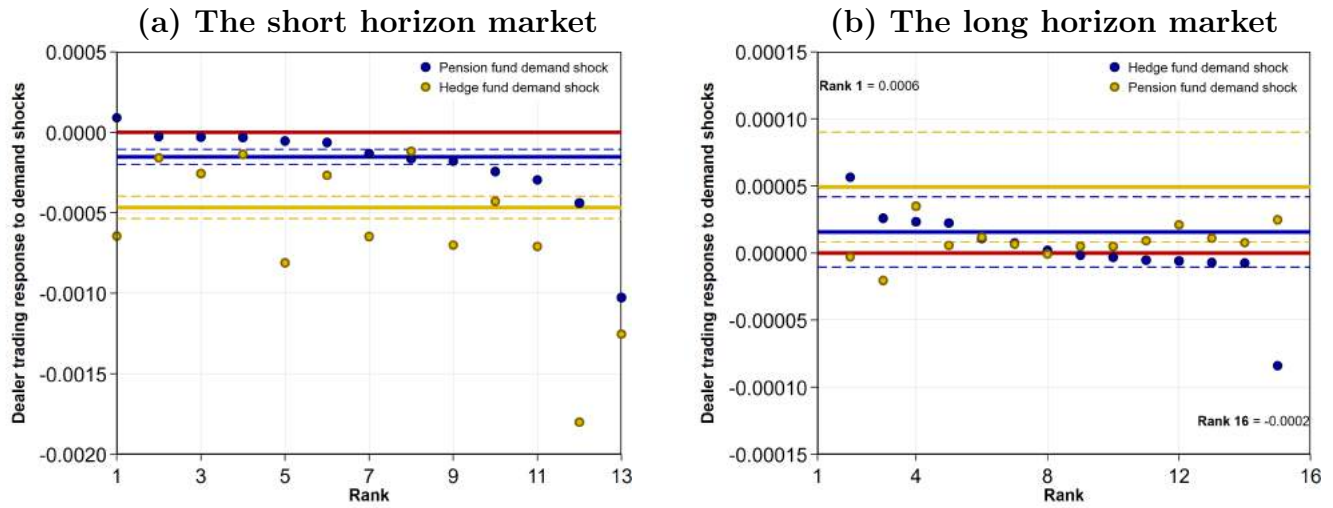 (a) The short horizon market
Dealer trading response to demand shocks
0.0005
0.0000
-0.0005
-0.0010
-0.0015
-0.0020
Pension fund demand shock
Hedge fund demand shock
1 3 5 7 9 11 13
Rank
(b) The long horizon market
Dealer trading response to demand shocks
0.00015
0.00010
0.00005
0.00000
-0.00005
-0.00010
-0.00015
Hedge fund demand shock
Pension fund demand shock
Rank 1 = 0.0006
Rank 16 = -0.0002
1 4 8 12 16
Rank